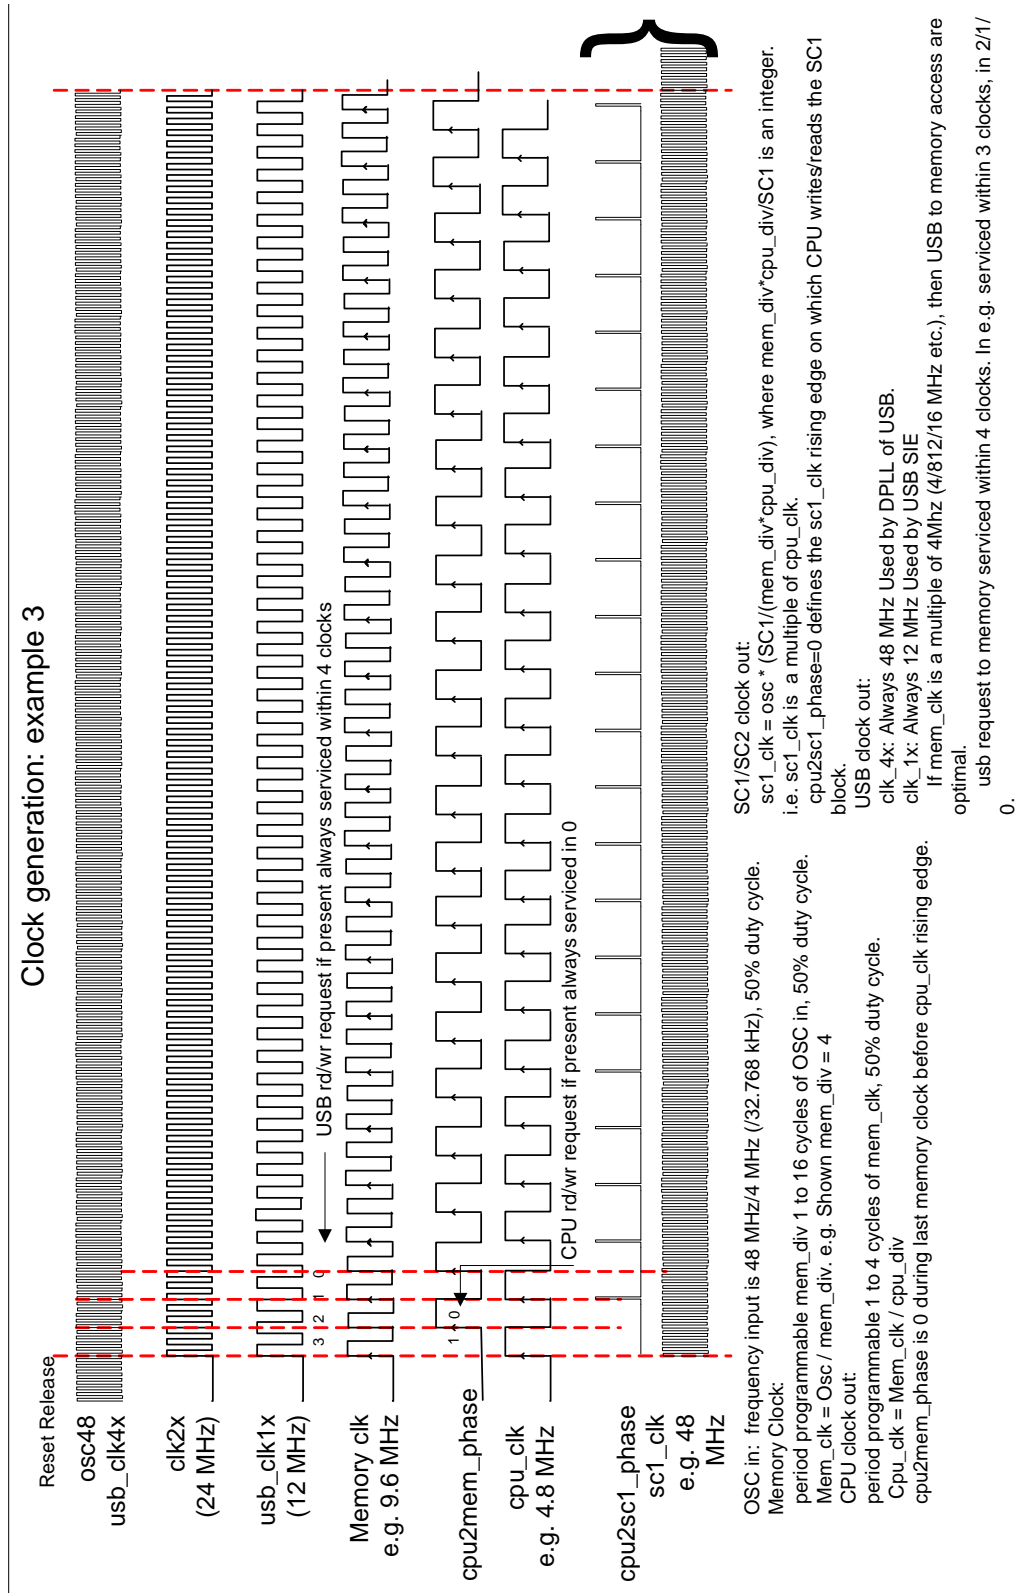 Clock generation: example 3
Reset Release
osc48
usb_clk4x
clk2x
(24 MHz)
usb_clk1x
(12 MHz)
3 2 1 0
USB rd/wr request if present always serviced within 4 clocks
Memory clk
e.g. 9.6 MHz
cpu2mem_phase
1 0
CPU rd/wr request if present always serviced in 0
cpu_clk
e.g. 4.8 MHz
cpu2sc1_phase
sc1_clk
e.g. 48
MHz
OSC in: frequency input is 48 MHz/4 MHz (/32.768 kHz), 50% duty cycle.
Memory Clock:
period programmable mem_div 1 to 16 cycles of OSC in, 50% duty cycle.
Mem_clk = Osc / mem_div. e.g. Shown mem_div = 4
CPU clock out:
period programmable 1 to 4 cycles of mem_clk, 50% duty cycle.
Cpu_clk = Mem_clk / cpu_div
cpu2mem_phase is 0 during last memory clock before cpu_clk rising edge.
SC1/SC2 clock out:
sc1_clk = osc * (SC1/(mem_div*cpu_div), where mem_div*cpu_div/SC1 is an integer.
i.e. sc1_clk is a multiple of cpu_clk.
cpu2sc1_phase=0 defines the sc1_clk rising edge on which CPU writes/reads the SC1
block.
USB clock out:
clk_4x: Always 48 MHz Used by DPLL of USB.
clk_1x: Always 12 MHz Used by USB SIE
If mem_clk is a multiple of 4Mhz (4/812/16 MHz etc.), then USB to memory access are
optimal.
usb request to memory serviced within 4 clocks. In e.g. serviced within 3 clocks, in 2/1/
0.